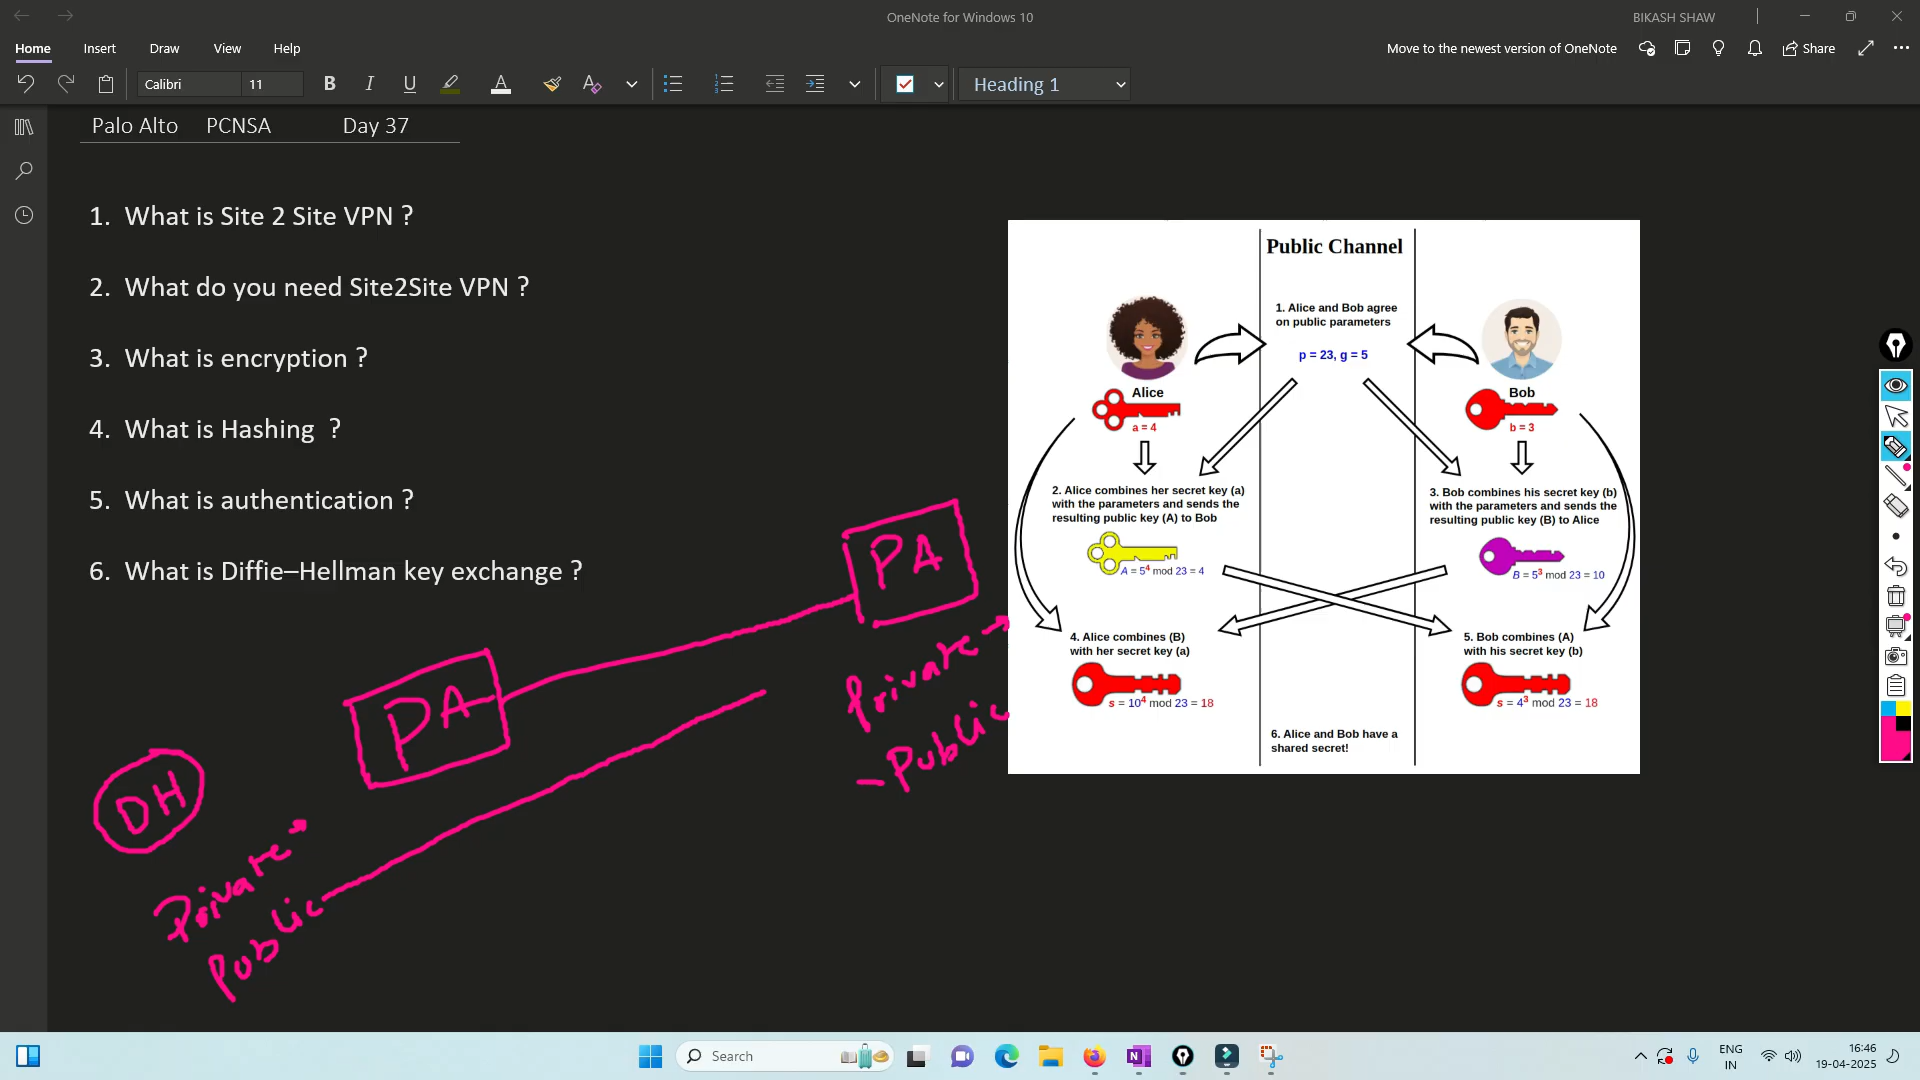 OneNote for Windows 10
BIKASH SHAW
Home Insert Draw View Help
Move to the newest version of OneNote
Share
Calibri 11
B I U A
Heading 1
Palo Alto PCNSA Day 37
1. What is Site 2 Site VPN ?
2. What do you need Site2Site VPN ?
3. What is encryption ?
4. What is Hashing ?
5. What is authentication ?
6. What is Diffie–Hellman key exchange ?
PA
PA
DH
Private
Public
Private
Public
Public Channel
1. Alice and Bob agree
on public parameters
p = 23, g = 5
Alice
a = 4
Bob
b = 3
2. Alice combines her secret key (a)
with the parameters and sends the
resulting public key (A) to Bob
A = 5⁴ mod 23 = 4
3. Bob combines his secret key (b)
with the parameters and sends the
resulting public key (B) to Alice
B = 5³ mod 23 = 10
4. Alice combines (B)
with her secret key (a)
s = 10⁴ mod 23 = 18
5. Bob combines (A)
with his secret key (b)
s = 4³ mod 23 = 18
6. Alice and Bob have a
shared secret!
Search
ENG
IN
16:46
19-04-2025